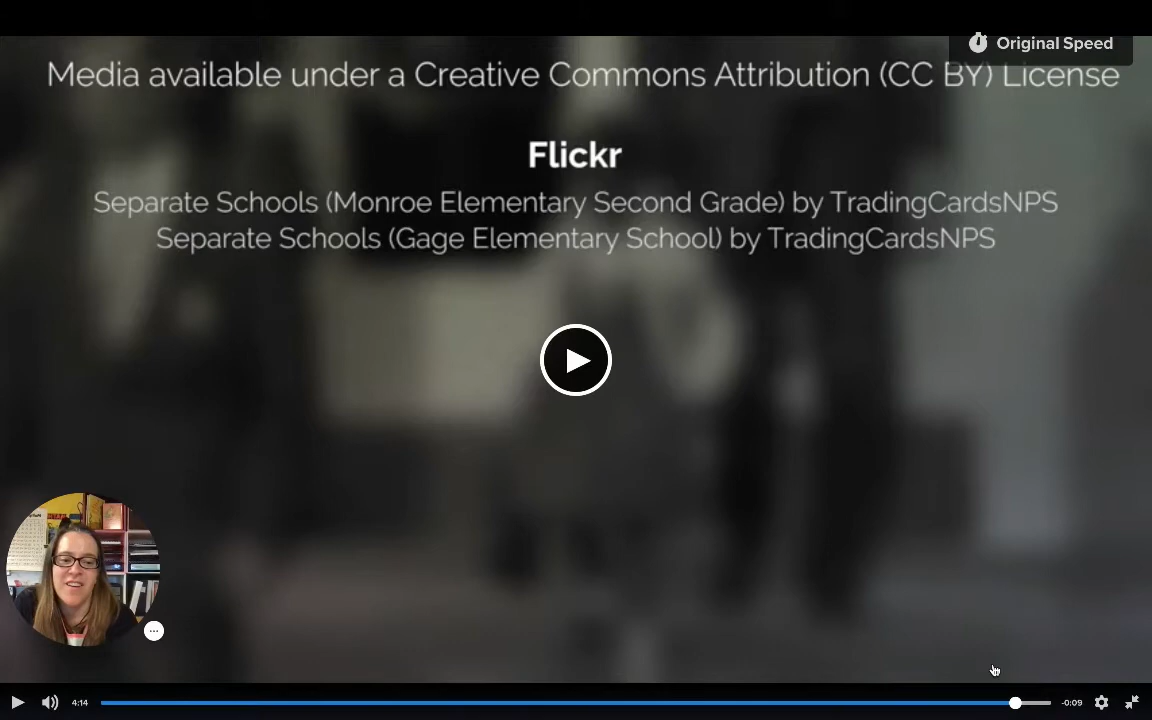 Original Speed
Media available under a Creative Commons Attribution (CC BY) License
Flickr
Separate Schools (Monroe Elementary Second Grade) by TradingCardsNPS
Separate Schools (Gage Elementary School) by TradingCardsNPS
4:14
-0:09